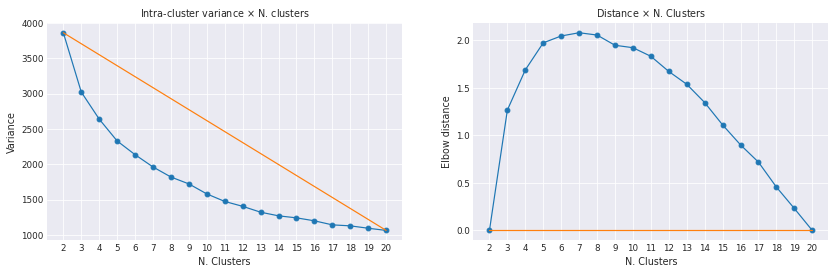 Intra-cluster variance × N. clusters
4000
3500
3000
2500
2000
1500
1000
Variance
2 3 4 5 6 7 8 9 10 11 12 13 14 15 16 17 18 19 20
N. Clusters
Distance × N. Clusters
2.0
1.5
1.0
0.5
0.0
Elbow distance
2 3 4 5 6 7 8 9 10 11 12 13 14 15 16 17 18 19 20
N. Clusters